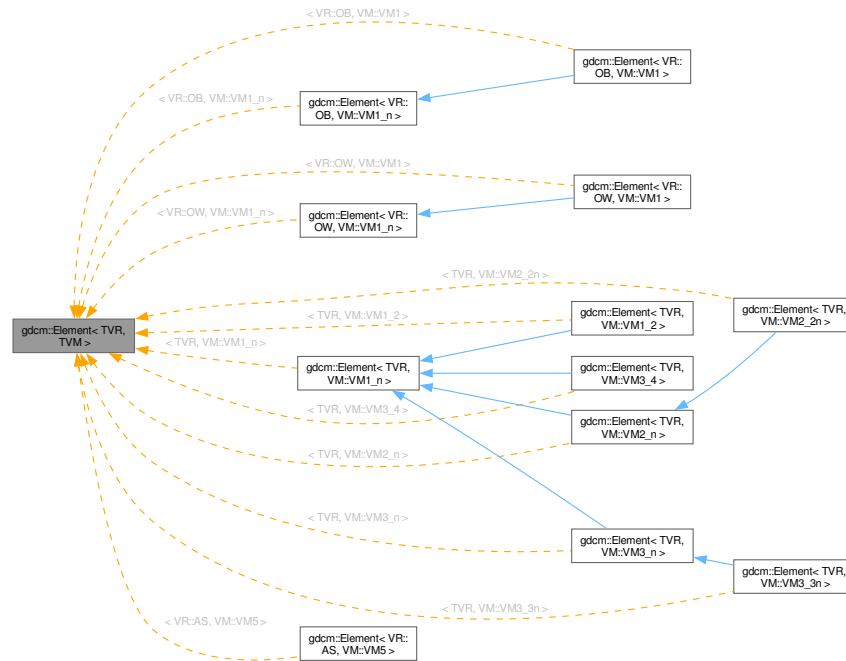 < VR::OB, VM::VM1 >
gdcm::Element< VR::
OB, VM::VM1 >
< VR::OB, VM::VM1_n >
gdcm::Element< VR::
OB, VM::VM1_n >
< VR::OW, VM::VM1 >
gdcm::Element< VR::
OW, VM::VM1 >
< VR::OW, VM::VM1_n >
gdcm::Element< VR::
OW, VM::VM1_n >
< TVR, VM::VM2_2n >
gdcm::Element< TVR,
VM::VM2_2n >
< TVR, VM::VM1_2 >
gdcm::Element< TVR,
VM::VM1_2 >
gdcm::Element< TVR,
TVM >
< TVR, VM::VM1_n >
gdcm::Element< TVR,
VM::VM1_n >
gdcm::Element< TVR,
VM::VM3_4 >
< TVR, VM::VM3_4 >
gdcm::Element< TVR,
VM::VM2_n >
< TVR, VM::VM2_n >
< TVR, VM::VM3_n >
gdcm::Element< TVR,
VM::VM3_n >
gdcm::Element< TVR,
VM::VM3_3n >
< TVR, VM::VM3_3n >
< VR::AS, VM::VM5 >
gdcm::Element< VR::
AS, VM::VM5 >